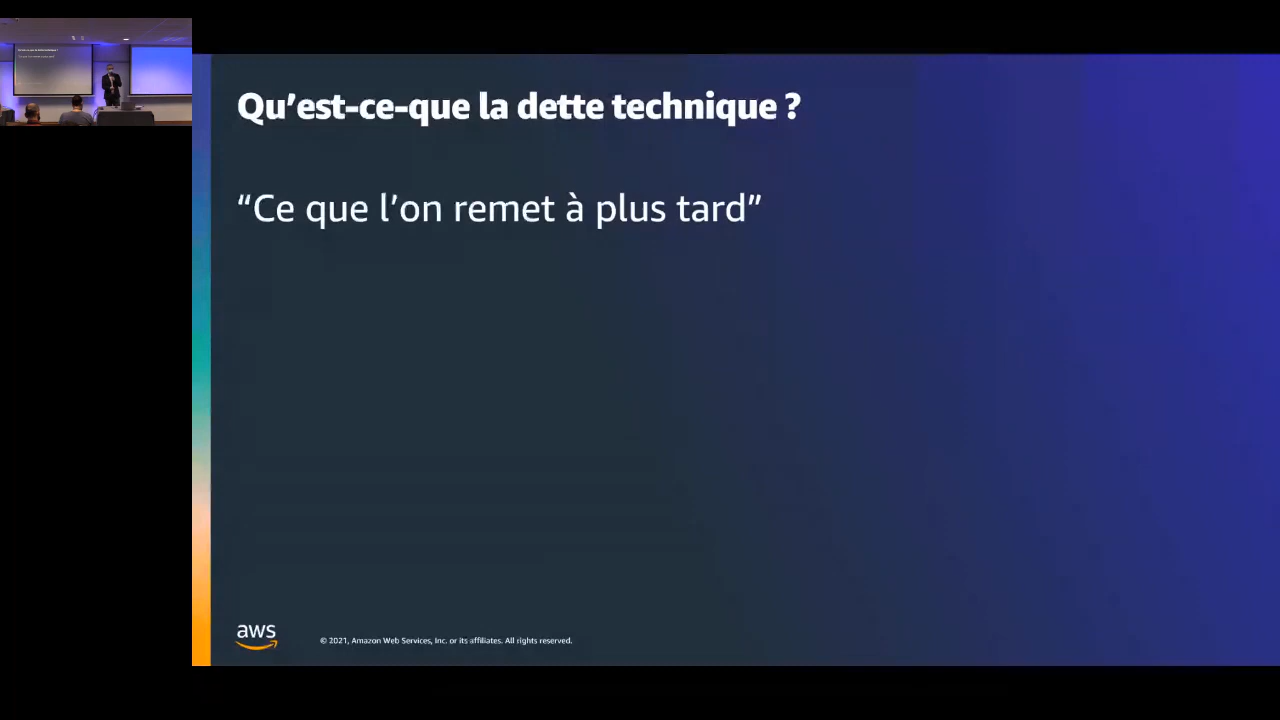 Qu’est-ce-que la dette technique ?
“Ce que l’on remet à plus tard”
aws
© 2021, Amazon Web Services, Inc. or its affiliates. All rights reserved.